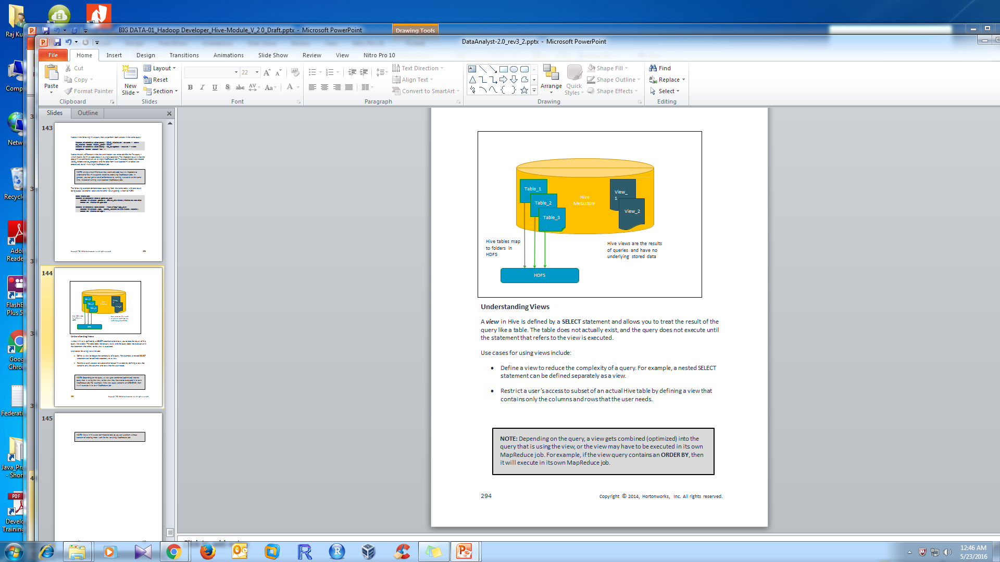 BIG DATA-01_Hadoop Developer_Hive-Module_V_2 0_Draft.pptx - Microsoft PowerPoint
Drawing Tools
DataAnalyst-2.0_rev3_2.pptx - Microsoft PowerPoint
File Home Insert Design Transitions Animations Slide Show Review View Nitro Pro 10
Paste
Cut
Copy
Format Painter
Clipboard
New
Slide
Layout
Reset
Section
Slides
22
Font
Text Direction
Align Text
Convert to SmartArt
Paragraph
Arrange
Quick
Styles
Shape Fill
Shape Outline
Shape Effects
Drawing
Find
Replace
Select
Editing
Slides Outline
143
144
145
Table_1
Table_2
Table_3
Hive
Metastore
View_
1
View_2
Hive tables map
to folders in
HDFS
Hive views are the results
of queries and have no
underlying stored data
HDFS
Understanding Views
A view in Hive is defined by a SELECT statement and allows you to treat the result of the
query like a table. The table does not actually exist, and the query does not execute until
the statement that refers to the view is executed.
Use cases for using views include:
● Define a view to reduce the complexity of a query. For example, a nested SELECT
statement can be defined separately as a view.
● Restrict a user’s access to subset of an actual Hive table by defining a view that
contains only the columns and rows that the user needs.
NOTE: Depending on the query, a view gets combined (optimized) into the
query that is using the view, or the view may have to be executed in its own
MapReduce job. For example, if the view query contains an ORDER BY, then
it will execute in its own MapReduce job.
294
Copyright © 2014, Hortonworks, Inc. All rights reserved.
Raj Ku
Comp
Netw
Recycl
Adol
Reade
FlashB
Plus 5
Goog
Chro
Federati
Java_Pra
- Shor
PDF
Develo
Training
12:46 AM
5/23/2016